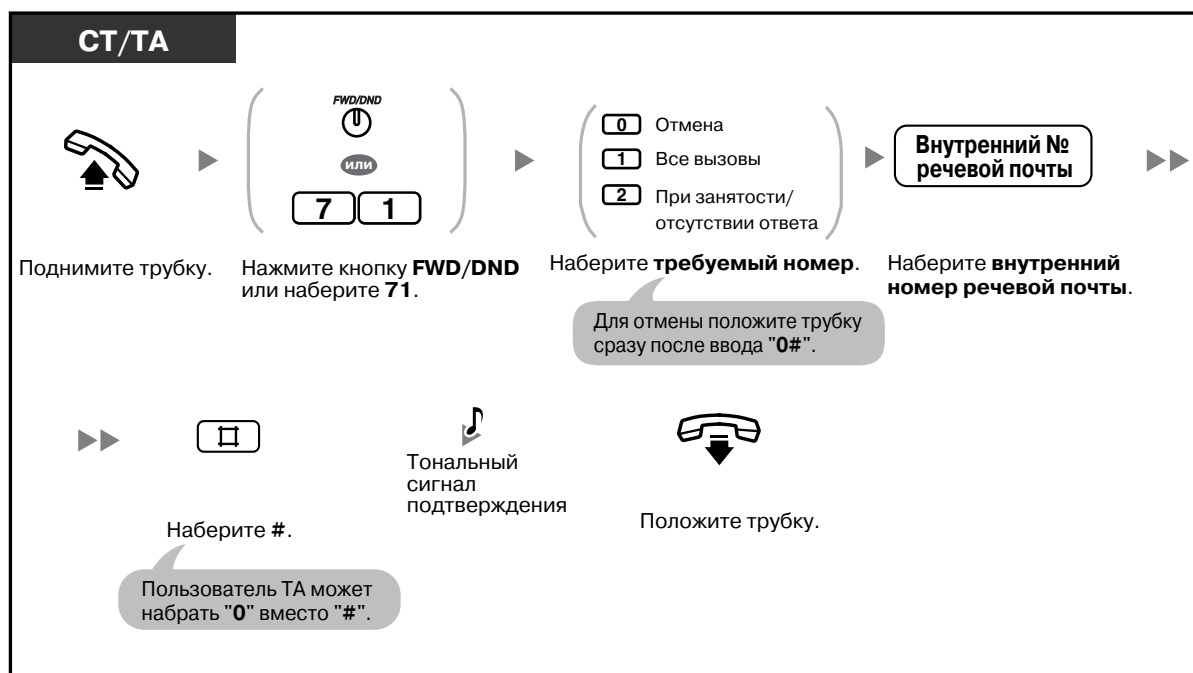 СТ/ТА
FWD/DND
или
7 1
0 Отмена
1 Все вызовы
2 При занятости/
отсутствии ответа
Внутренний №
речевой почты
Поднимите трубку.
Нажмите кнопку FWD/DND
или наберите 71.
Наберите требуемый номер.
Для отмены положите трубку
сразу после ввода "0#".
Наберите внутренний
номер речевой почты.
#
Наберите #.
Пользователь ТА может
набрать "0" вместо "#".
Тональный
сигнал
подтверждения
Положите трубку.